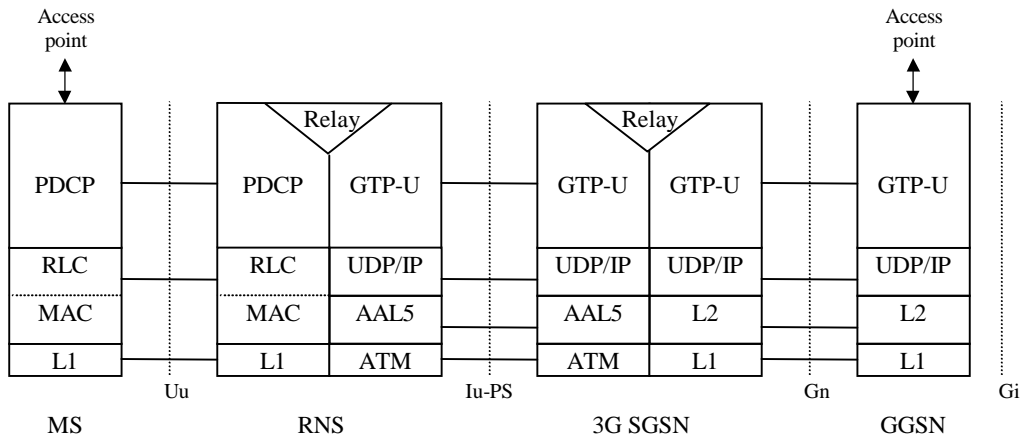 Access
point
Access
point
Relay
Relay
PDCP
PDCP
GTP-U
GTP-U
GTP-U
GTP-U
RLC
RLC
UDP/IP
UDP/IP
UDP/IP
UDP/IP
MAC
MAC
AAL5
AAL5
L2
L2
L1
L1
ATM
ATM
L1
L1
Uu
Iu-PS
Gn
Gi
MS
RNS
3G SGSN
GGSN